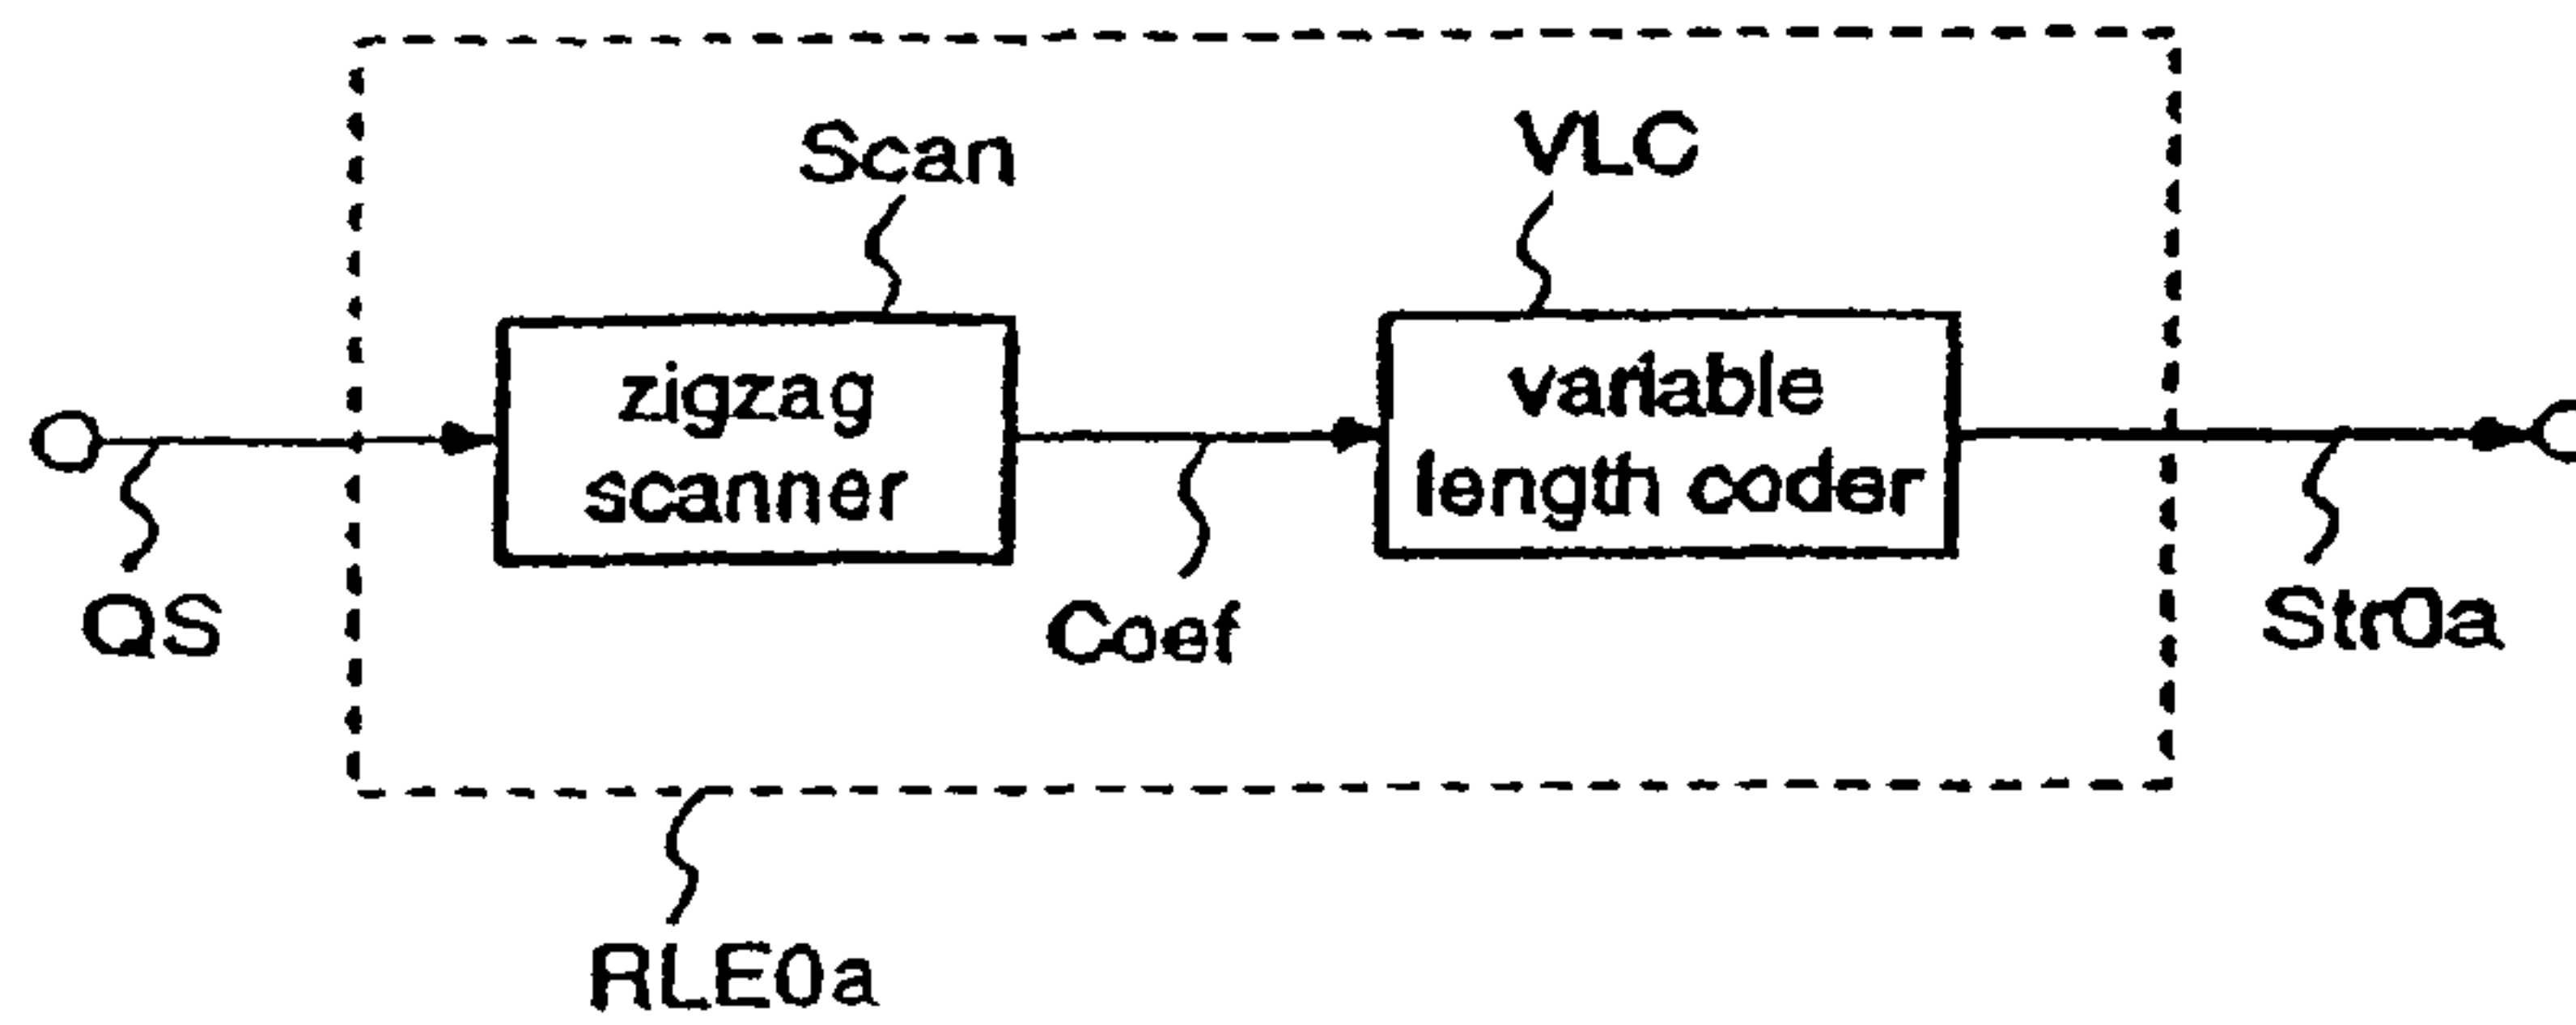 Scan
VLC
zigzag
scanner
variable
length coder
QS
Coef
Str0a
RLE0a